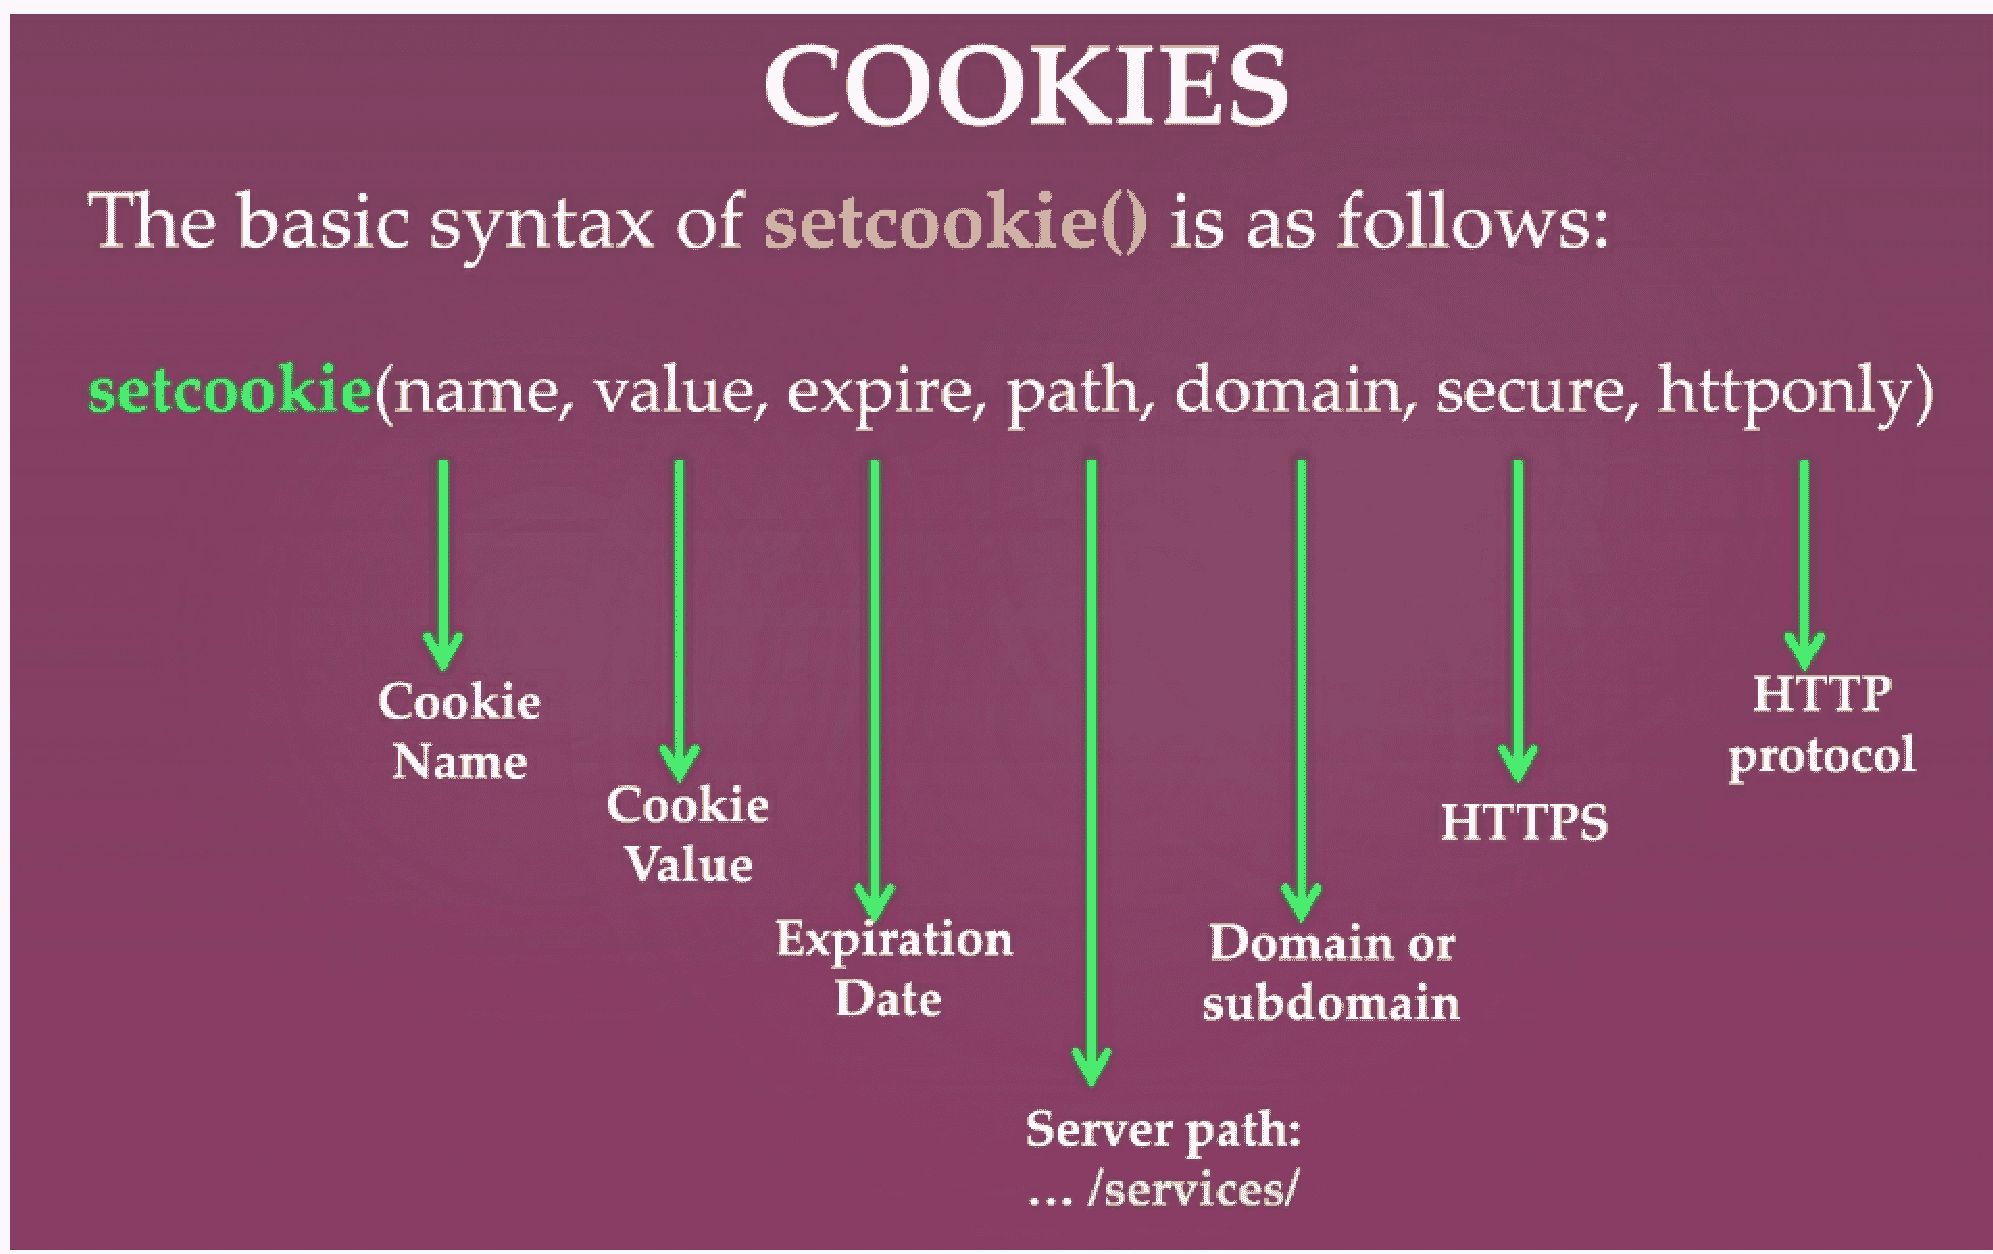 COOKIES
The basic syntax of setcookie() is as follows:
setcookie(name, value, expire, path, domain, secure, httponly)
Cookie
Name
Cookie
Value
Expiration
Date
Server path:
... /services/
Domain or
subdomain
HTTPS
HTTP
protocol